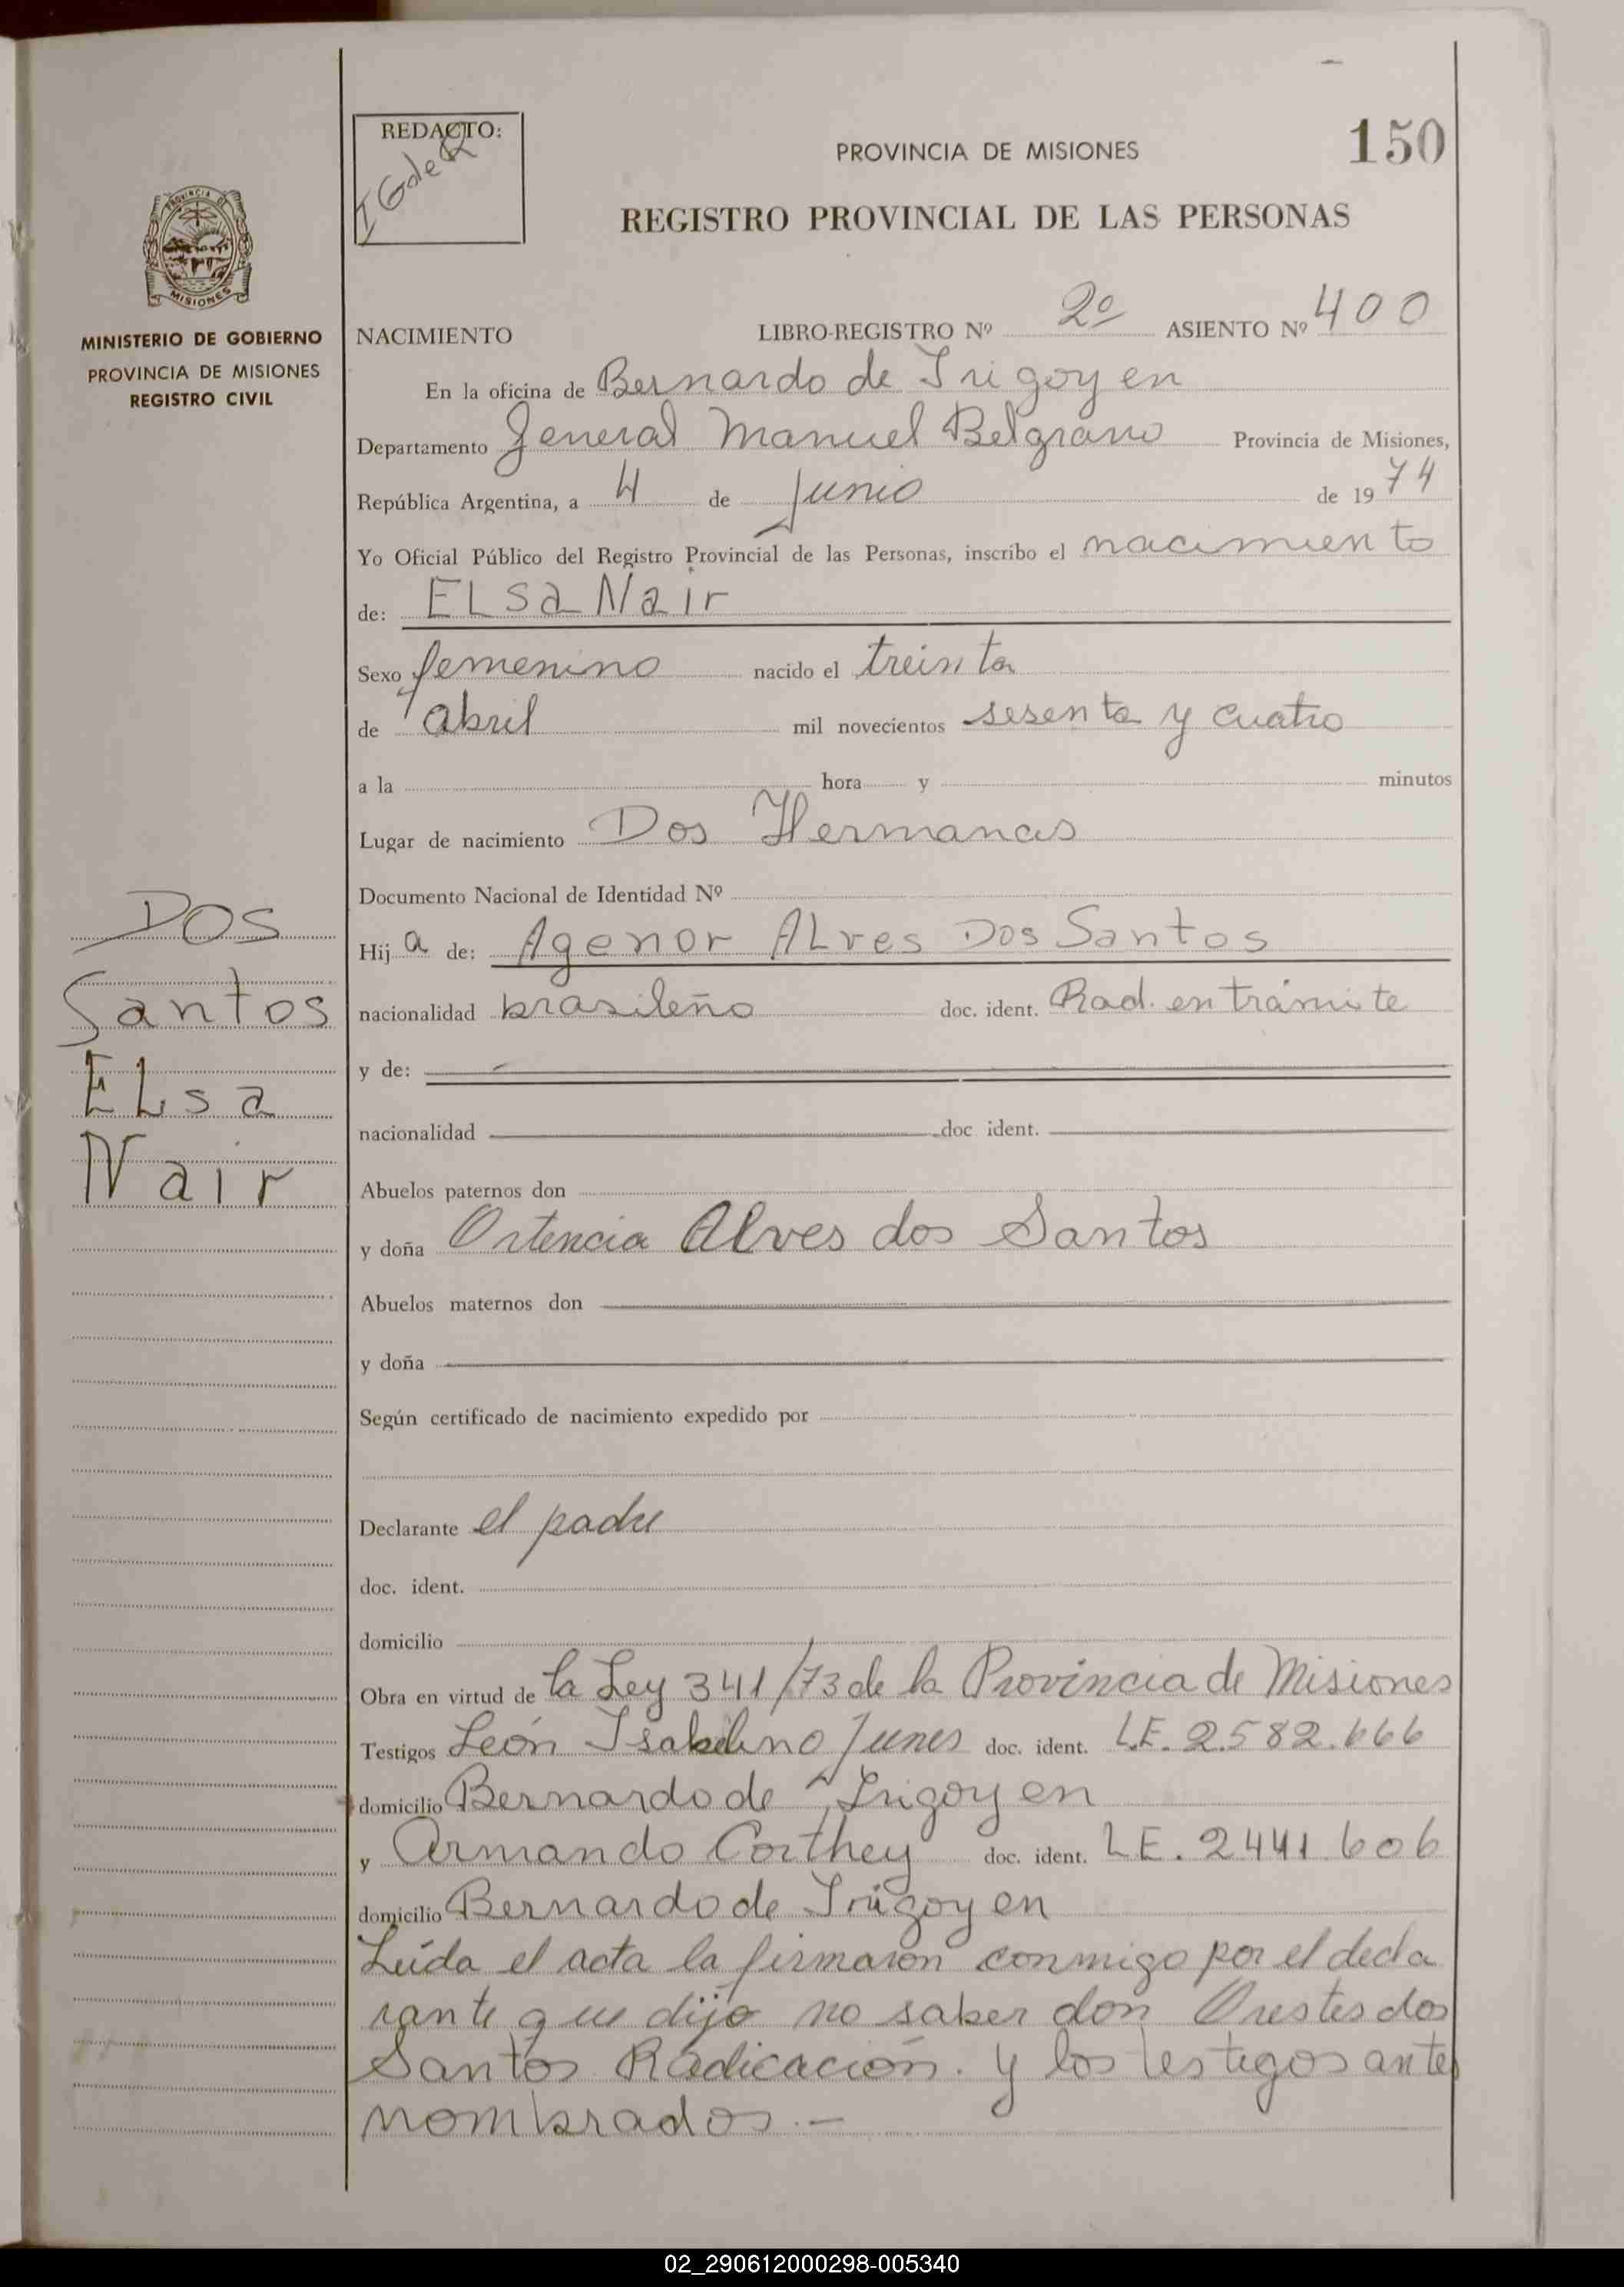 150
REDACTO:
PROVINCIA DE MISIONES
REGISTRO PROVINCIAL DE LAS PERSONAS
PROVINCIA DE
MISIONES
MINISTERIO DE GOBIERNO
PROVINCIA DE MISIONES
REGISTRO CIVIL
NACIMIENTO LIBRO-REGISTRO Nº 2º ASIENTO Nº 400
En la oficina de Bernardo de Irigoyen
Departamento General Manuel Belgrano Provincia de Misiones,
República Argentina, a 4 de Junio de 1974
Yo Oficial Público del Registro Provincial de las Personas, inscribo el nacimiento
de: ELsa Nair
Sexo femenino nacido el treinta
de abril mil novecientos sesenta y cuatro
a la hora y minutos
Lugar de nacimiento Dos Hermanas
Documento Nacional de Identidad Nº
Hija de: Agenor ALves Dos Santos
nacionalidad brasileño doc. ident. Rad. en trámite
y de:
nacionalidad doc ident.
Abuelos paternos don
y doña Ortencia Alves dos Santos
Abuelos maternos don
y doña
Según certificado de nacimiento expedido por
Declarante el padre
doc. ident.
domicilio
Obra en virtud de la Ley 341/73 de la Provincia de Misiones
Testigos León Isabelino Junes doc. ident. L.E. 2.582.666
domicilio Bernardo de Irigoyen
y Armando Corthey doc. ident. L.E. 2441.606
domicilio Bernardo de Irigoyen
Leída el acta la firmaron conmigo por el decla
rante que dijo no saber don Orestes dos
Santos Radicación. y los testigos antes
nombrados.-
DOS
Santos
ELsa
Nair
02_290612000298-005340